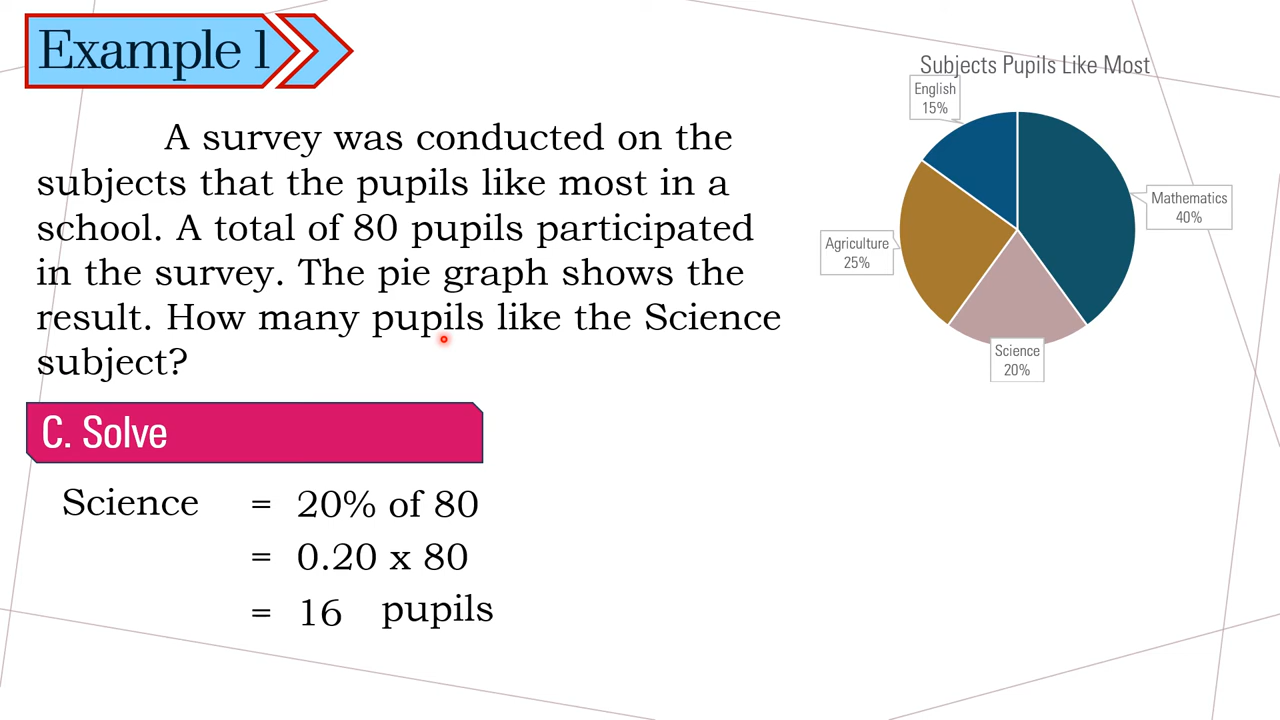 Example 1
A survey was conducted on the
subjects that the pupils like most in a
school. A total of 80 pupils participated
in the survey. The pie graph shows the
result. How many pupils like the Science
subject?
Subjects Pupils Like Most
English
15%
Mathematics
40%
Agriculture
25%
Science
20%
C. Solve
Science = 20% of 80
= 0.20 x 80
= 16 pupils